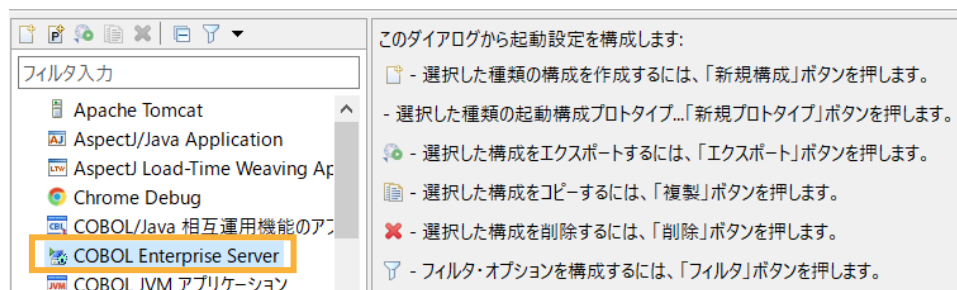 フィルタ入力
Apache Tomcat
AspectJ/Java Application
AspectJ Load-Time Weaving Ap
Chrome Debug
COBOL/Java 相互運用機能のアプ
COBOL Enterprise Server
COBOL JVM アプリケーション
このダイアログから起動設定を構成します:
- 選択した種類の構成を作成するには、「新規構成」ボタンを押します。
- 選択した種類の起動構成プロトタイプ...「新規プロトタイプ」ボタンを押します。
- 選択した構成をエクスポートするには、「エクスポート」ボタンを押します。
- 選択した構成をコピーするには、「複製」ボタンを押します。
- 選択した構成を削除するには、「削除」ボタンを押します。
- フィルタ・オプションを構成するには、「フィルタ」ボタンを押します。